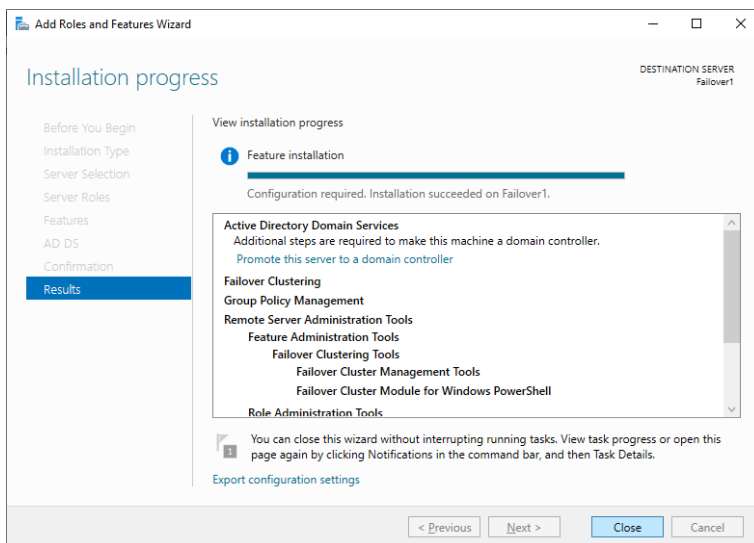 Add Roles and Features Wizard
Installation progress
DESTINATION SERVER
Failover1
Before You Begin
Installation Type
Server Selection
Server Roles
Features
AD DS
Confirmation
Results
View installation progress
Feature installation
Configuration required. Installation succeeded on Failover1.
Active Directory Domain Services
Additional steps are required to make this machine a domain controller.
Promote this server to a domain controller
Failover Clustering
Group Policy Management
Remote Server Administration Tools
Feature Administration Tools
Failover Clustering Tools
Failover Cluster Management Tools
Failover Cluster Module for Windows PowerShell
Role Administration Tools
1
You can close this wizard without interrupting running tasks. View task progress or open this
page again by clicking Notifications in the command bar, and then Task Details.
Export configuration settings
< Previous
Next >
Close
Cancel